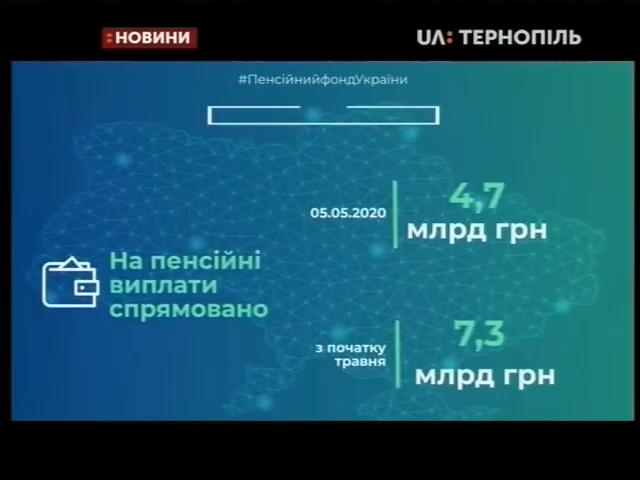 :НОВИНИ
UA: ТЕРНОПІЛЬ
#ПенсійнийфондУкраїни
05.05.2020
4,7
млрд грн
На пенсійні
виплати
спрямовано
з початку
травня
7,3
млрд грн